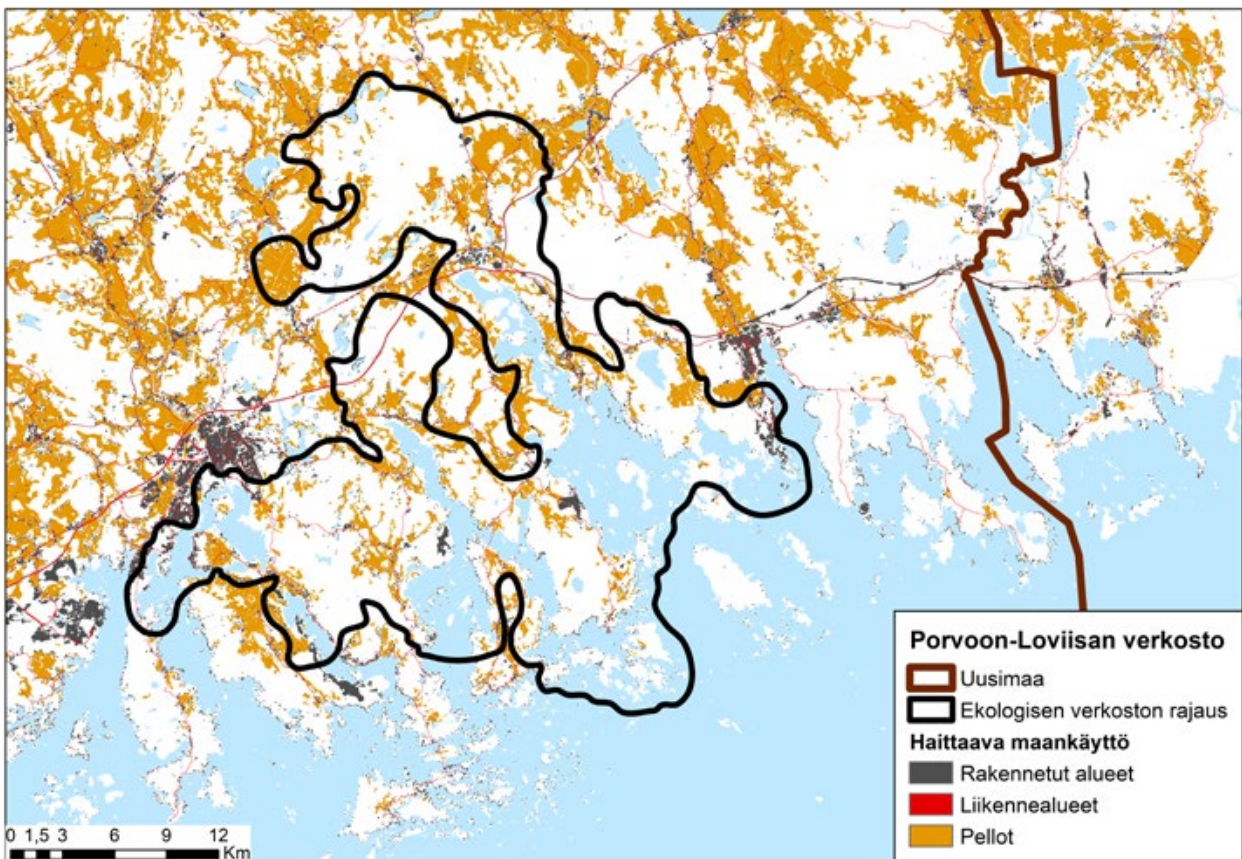 Porvoon-Loviisan verkosto
Uusimaa
Ekologisen verkoston rajaus
Haittaava maankäyttö
Rakennetut alueet
Liikennealueet
Pellot
0 1,5 3 6 9 12
Km